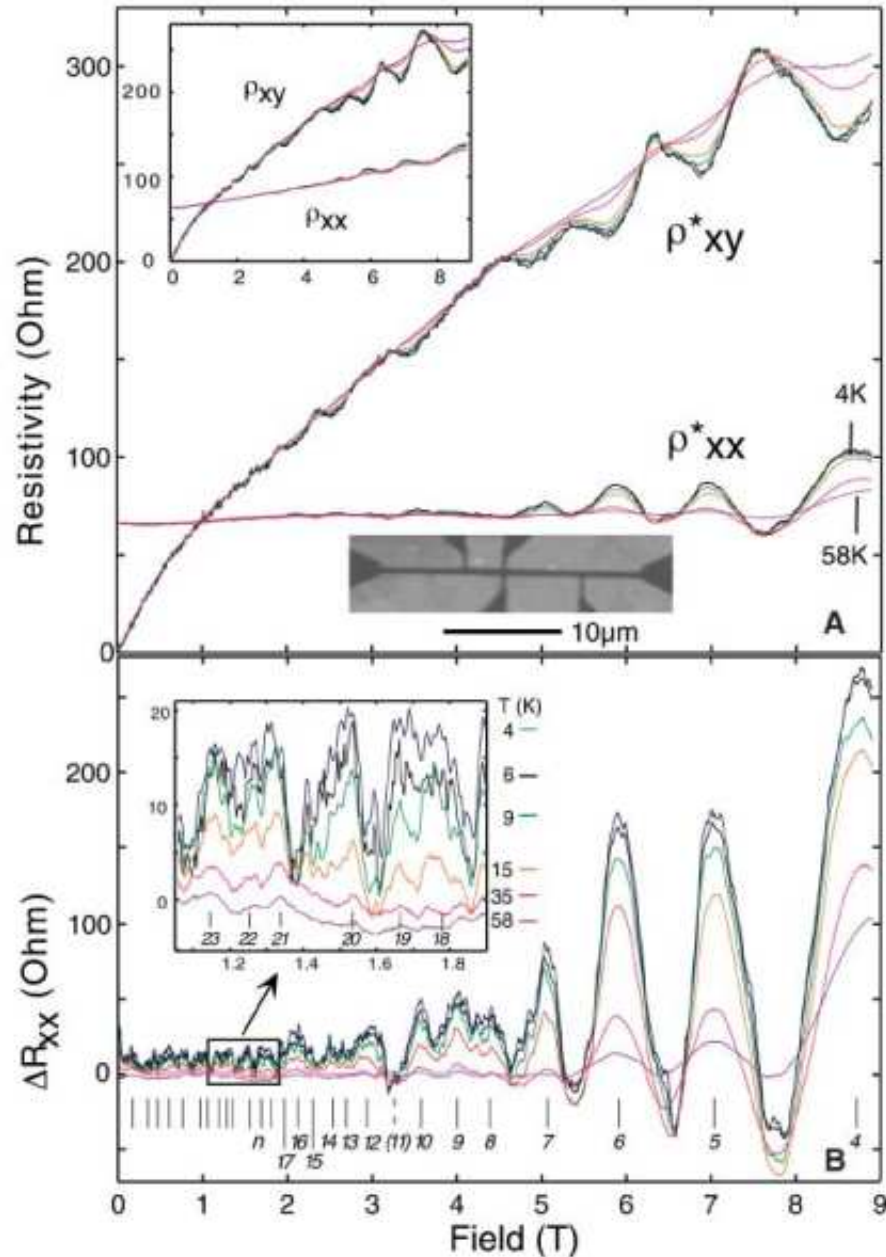 300
200
100
0
Resistivity (Ohm)
200
100
0
0 2 4 6 8
ρxy
ρxx
ρ*xy
ρ*xx
4K
58K
10μm
A
200
100
0
ΔRxx (Ohm)
20
10
0
23 22 21 20 19 18
1.2 1.4 1.6 1.8
T (K)
4
6
9
15
35
58
n 16 14 13 12 (11) 10 9 8 7 6 5 4
17 15
B
0 1 2 3 4 5 6 7 8 9
Field (T)